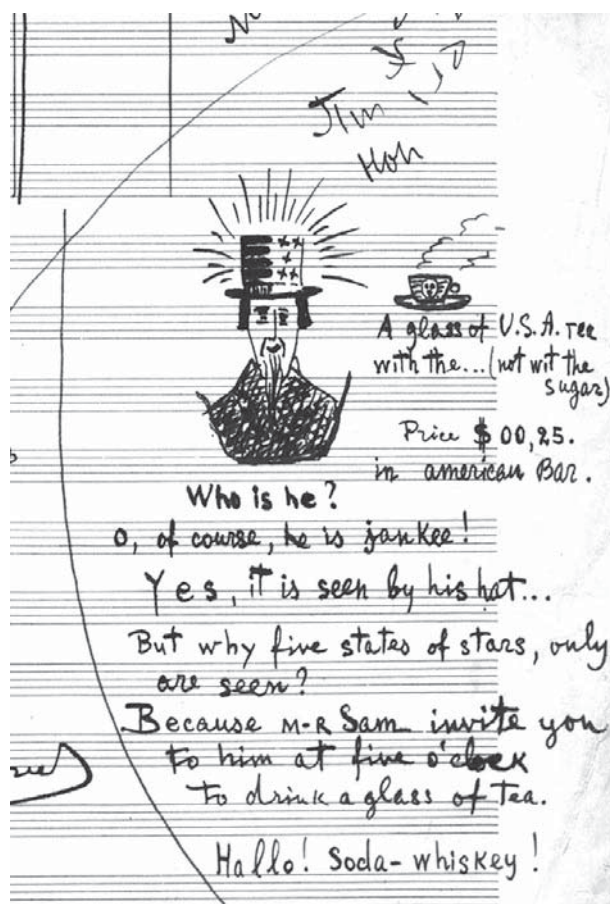 Jim
A glass of U.S.A. Tea
with the... (not wit the
sugar)
Price $ 00,25.
in american Bar.
Who is he?
O, of course, he is jankee!
Yes, it is seen by his hat...
But why five states of stars, only
are seen?
Because M-R Sam invite you
to him at five o'clock
to drink a glass of tea.
Hallo! Soda-whiskey!